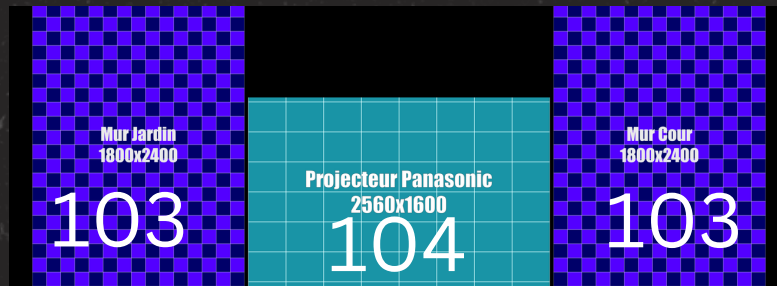 Mur Jardin
1800x2400
103
Projecteur Panasonic
2560x1600
104
Mur Cour
1800x2400
103